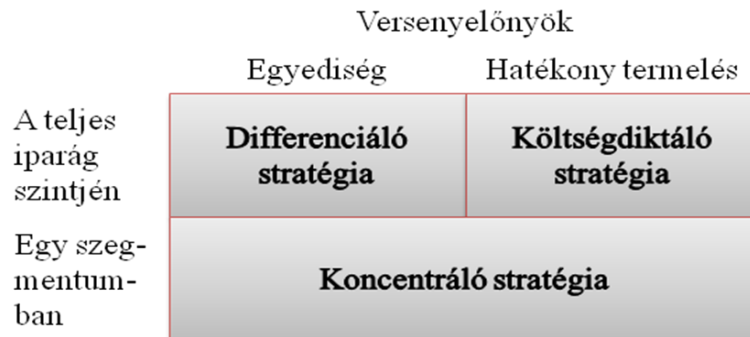 Versenyelőnyök
Egyediség Hatékony termelés
A teljes
iparág
szintjén
Differenciáló
stratégia
Költségdiktáló
stratégia
Egy szeg-
mentum-
ban
Koncentráló stratégia